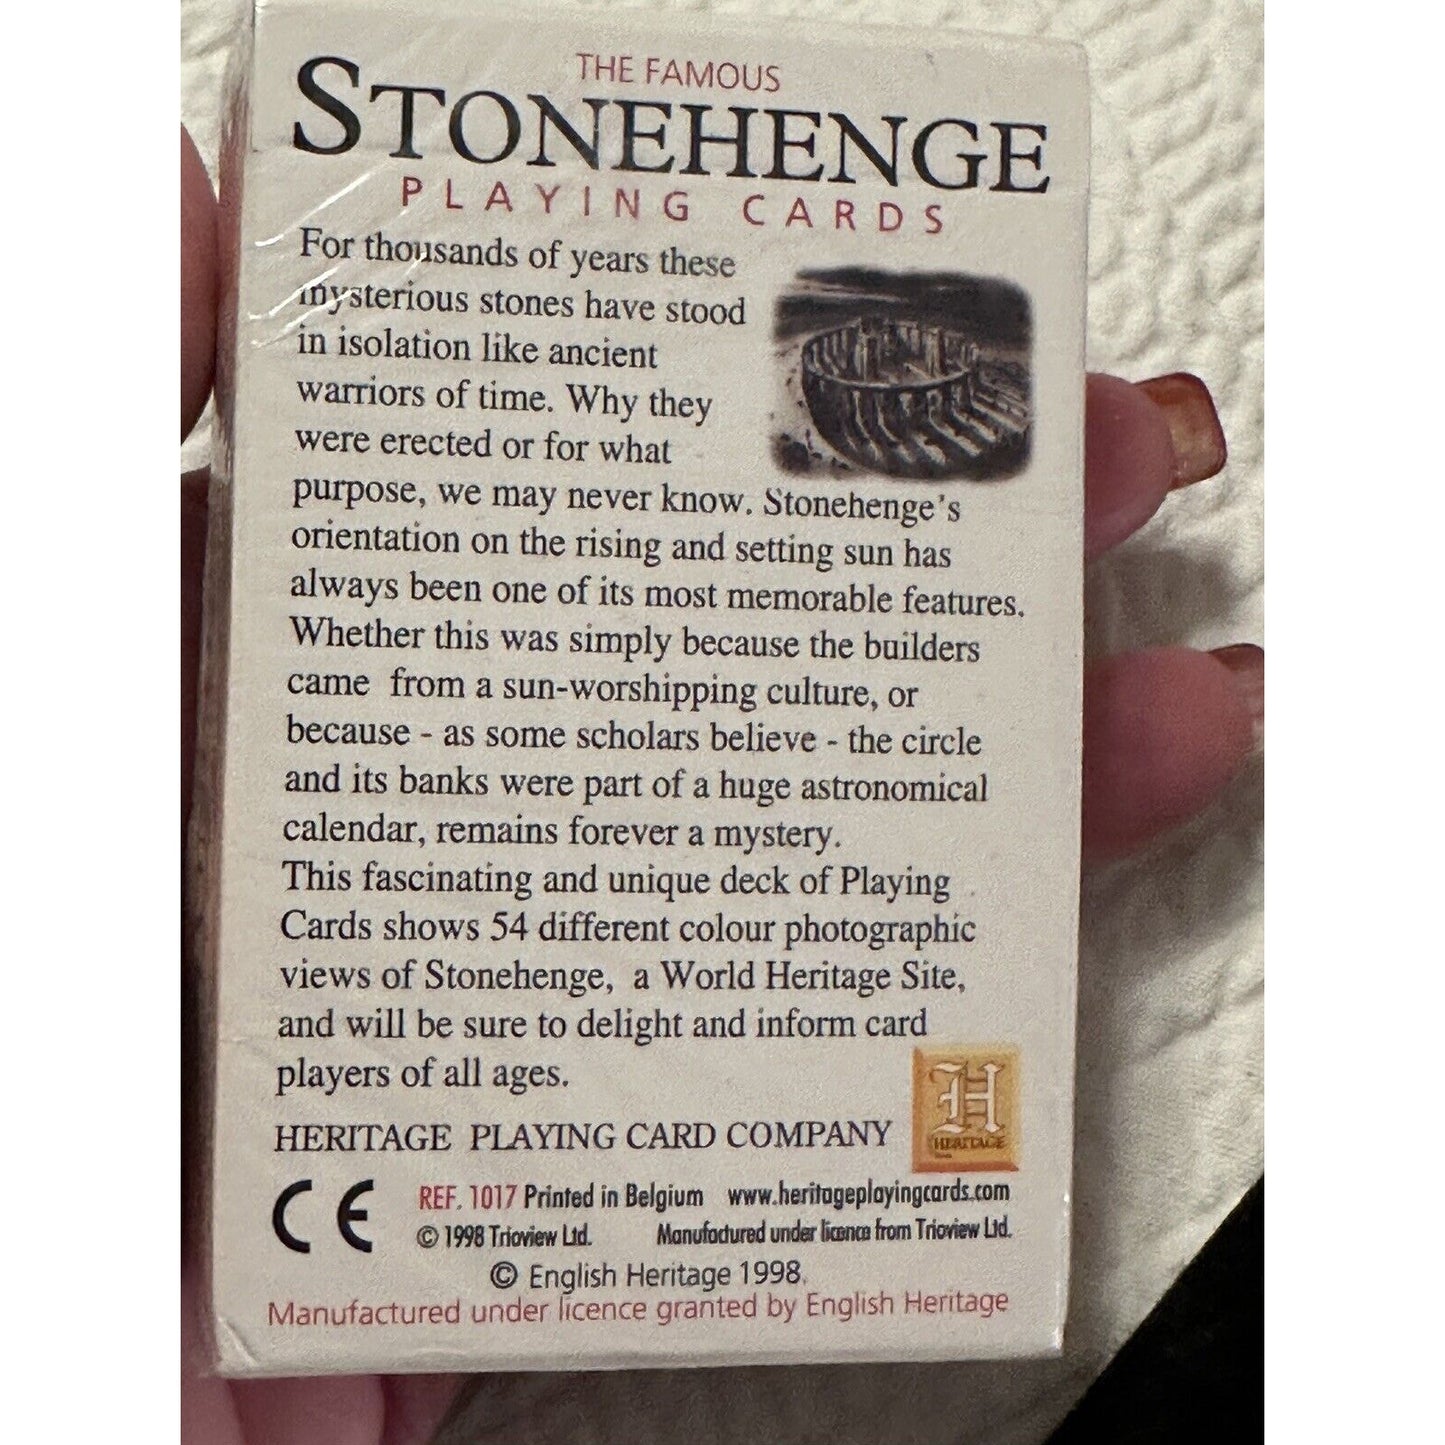 THE FAMOUS
STONEHENGE
PLAYING CARDS
For thousands of years these
mysterious stones have stood
in isolation like ancient
warriors of time. Why they
were erected or for what
purpose, we may never know. Stonehenge's
orientation on the rising and setting sun has
always been one of its most memorable features.
Whether this was simply because the builders
came from a sun-worshipping culture, or
because - as some scholars believe - the circle
and its banks were part of a huge astronomical
calendar, remains forever a mystery.
This fascinating and unique deck of Playing
Cards shows 54 different colour photographic
views of Stonehenge, a World Heritage Site,
and will be sure to delight and inform card
players of all ages.
HERITAGE PLAYING CARD COMPANY
H
HERITAGE
CE
REF. 1017 Printed in Belgium www.heritageplayingcards.com
© 1998 Trioview Ltd. Manufactured under licence from Trioview Ltd.
© English Heritage 1998.
Manufactured under licence granted by English Heritage